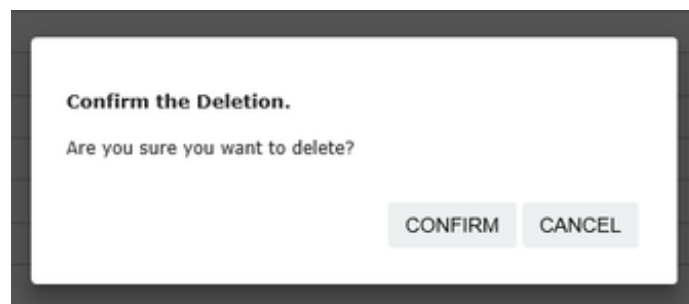 Confirm the Deletion.
Are you sure you want to delete?
CONFIRM CANCEL